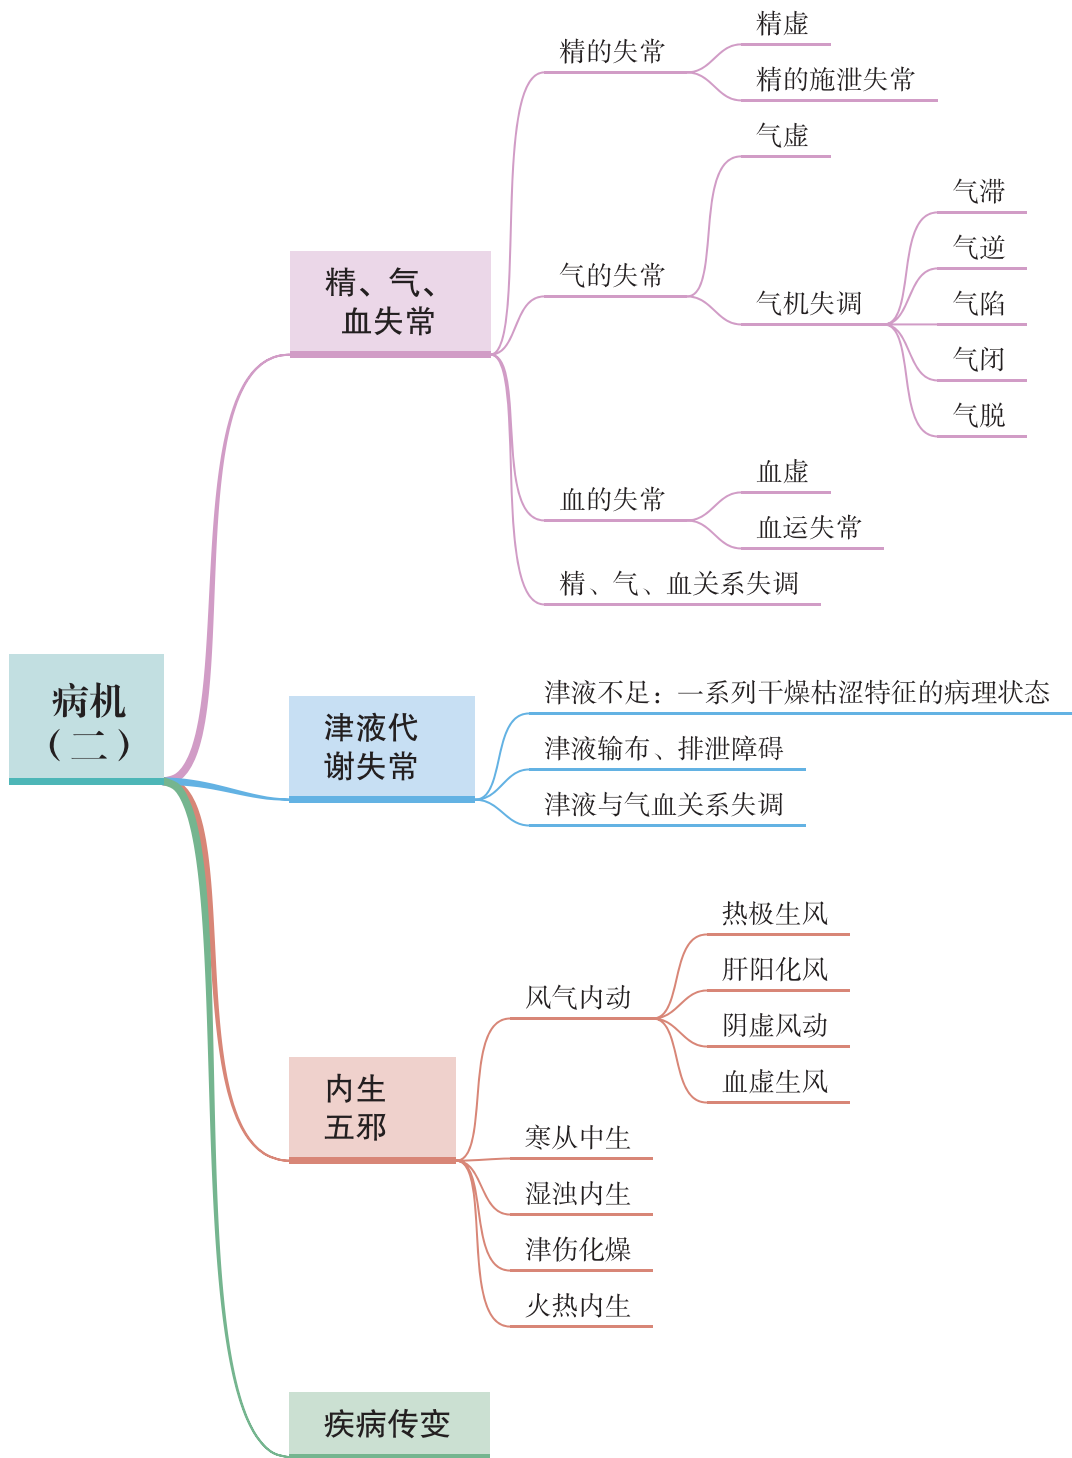 病机
（二）
精、气、
血失常
精的失常
精虚
精的施泄失常
气的失常
气虚
气机失调
气滞
气逆
气陷
气闭
气脱
血的失常
血虚
血运失常
精、气、血关系失调
津液代
谢失常
津液不足：一系列干燥枯涩特征的病理状态
津液输布、排泄障碍
津液与气血关系失调
内生
五邪
风气内动
热极生风
肝阳化风
阴虚风动
血虚生风
寒从中生
湿浊内生
津伤化燥
火热内生
疾病传变